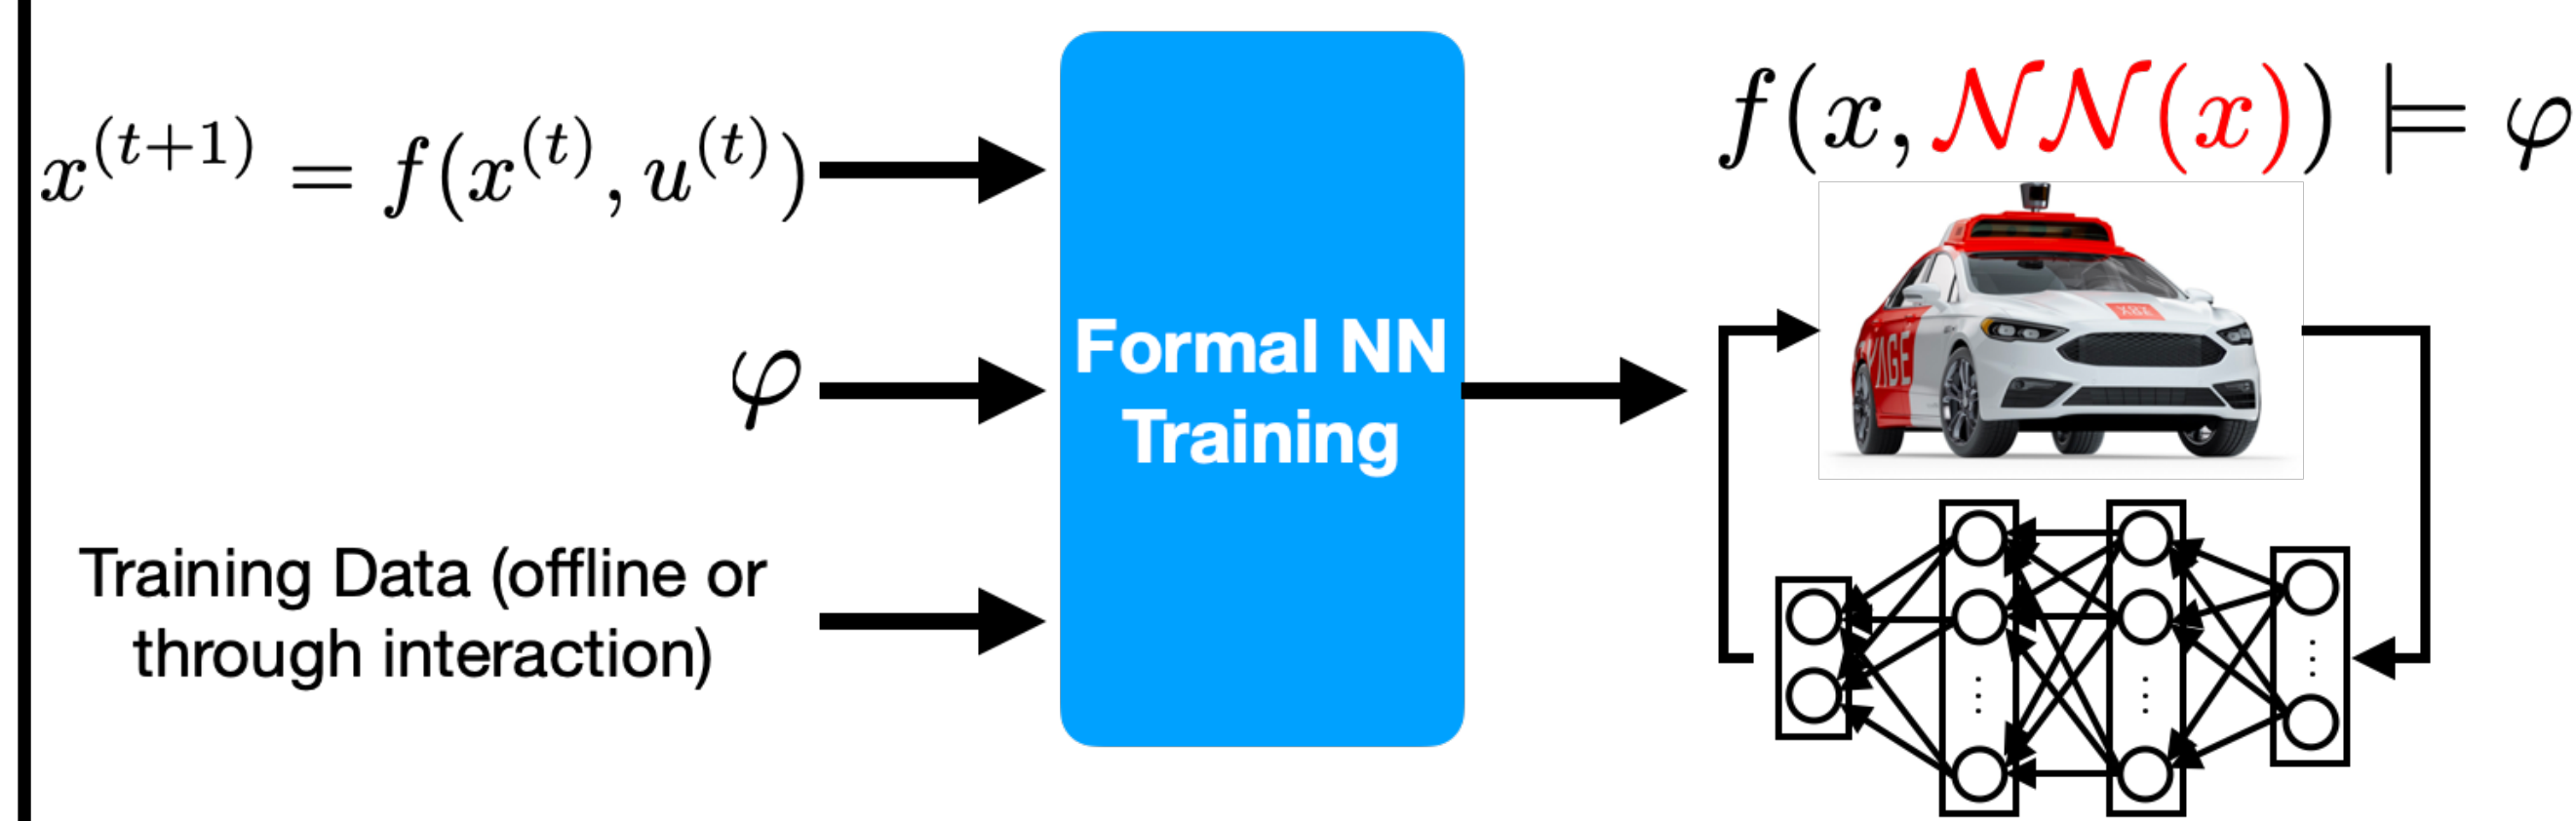 x^{(t+1)} = f(x^{(t)}, u^{(t)})
φ
Training Data (offline or
through interaction)
Formal NN
Training
f(x, 𝒩𝒩(x)) ⊨ φ